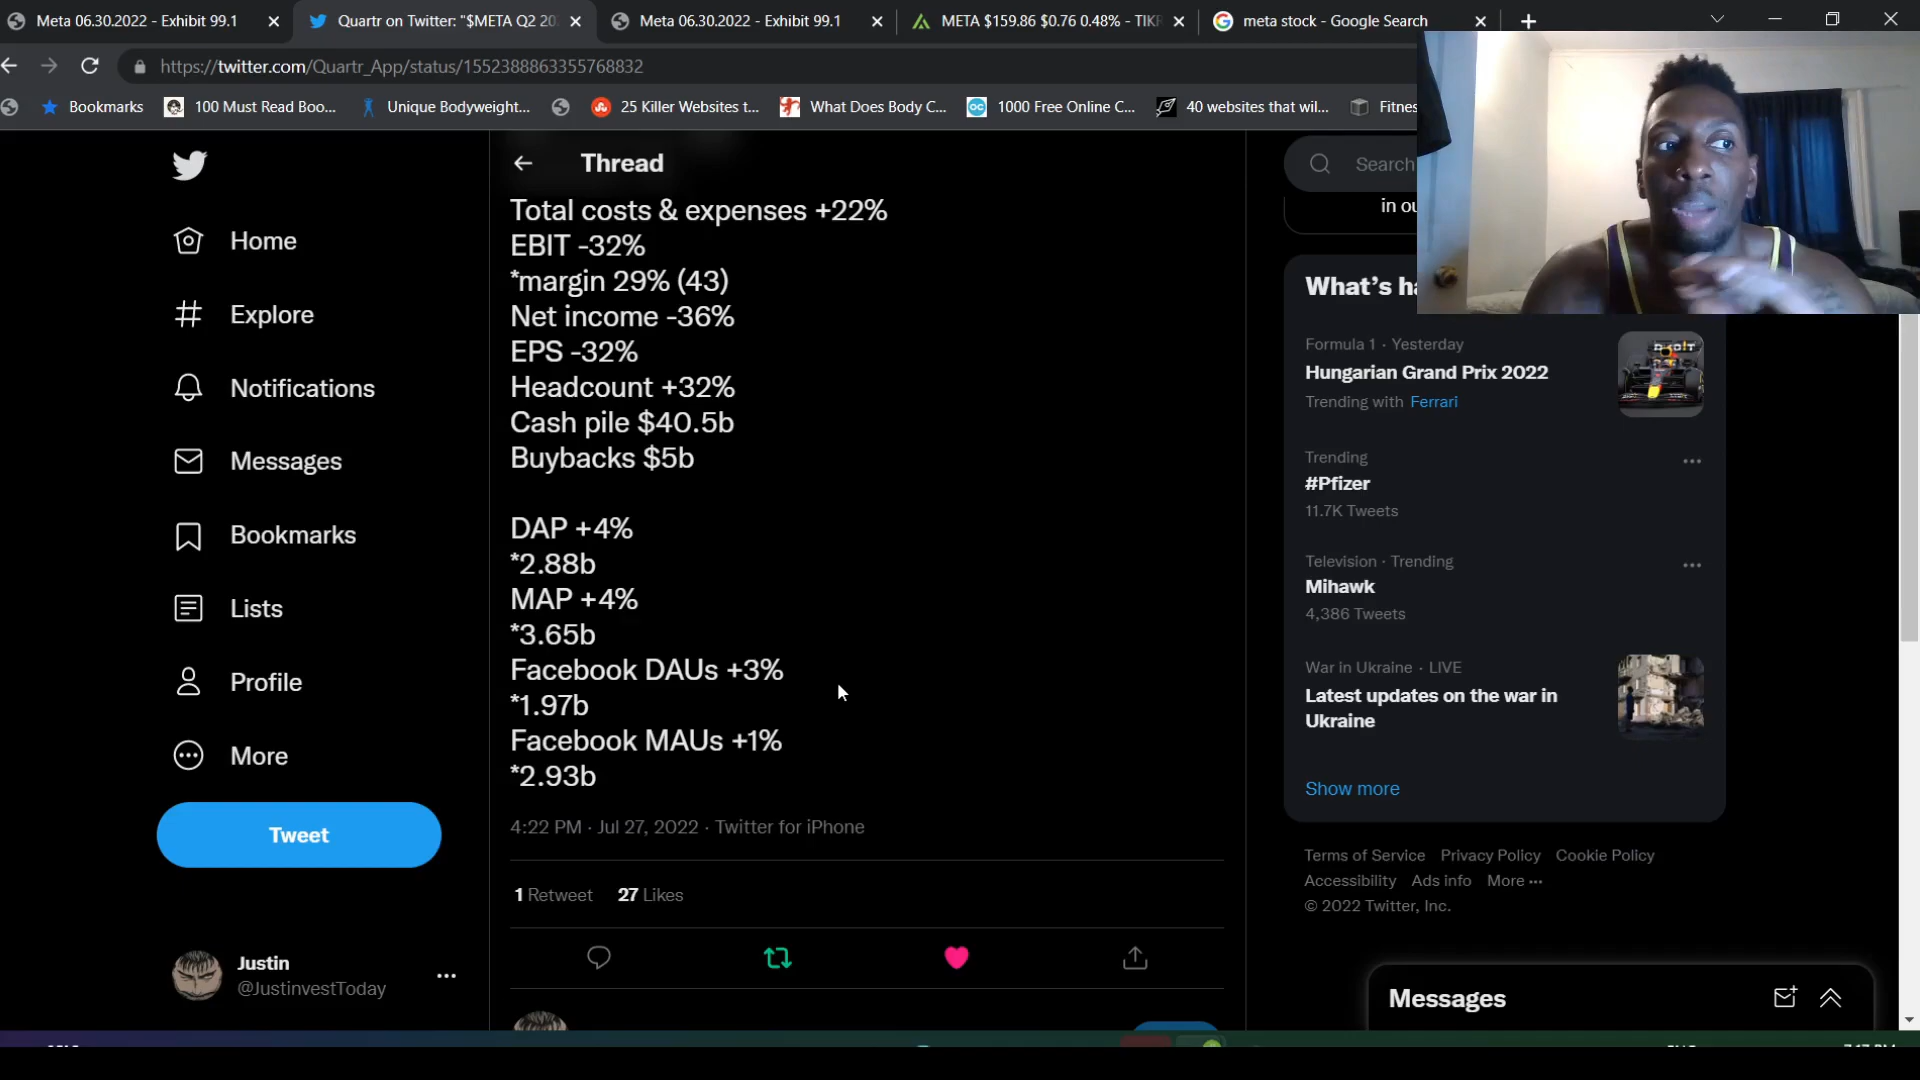 Meta 06.30.2022 - Exhibit 99.1
Quartr on Twitter: "$META Q2 20
Meta 06.30.2022 - Exhibit 99.1
META $159.86 $0.76 0.48% - TIKR
meta stock - Google Search
https://twitter.com/Quartr_App/status/1552388863355768832
Bookmarks
100 Must Read Boo...
Unique Bodyweight...
25 Killer Websites t...
What Does Body C...
1000 Free Online C...
40 websites that wil...
Fitnes
Thread
Search
in ou
Home
Explore
Notifications
Messages
Bookmarks
Lists
Profile
More
Tweet
Justin
@JustinvestToday
Total costs & expenses +22%
EBIT -32%
*margin 29% (43)
Net income -36%
EPS -32%
Headcount +32%
Cash pile $40.5b
Buybacks $5b
DAP +4%
*2.88b
MAP +4%
*3.65b
Facebook DAUs +3%
*1.97b
Facebook MAUs +1%
*2.93b
4:22 PM · Jul 27, 2022 · Twitter for iPhone
1 Retweet 27 Likes
What's ha
Formula 1 · Yesterday
Hungarian Grand Prix 2022
Trending with Ferrari
Trending
#Pfizer
11.7K Tweets
Television · Trending
Mihawk
4,386 Tweets
War in Ukraine · LIVE
Latest updates on the war in
Ukraine
Show more
Terms of Service Privacy Policy Cookie Policy
Accessibility Ads info More ···
© 2022 Twitter, Inc.
Messages